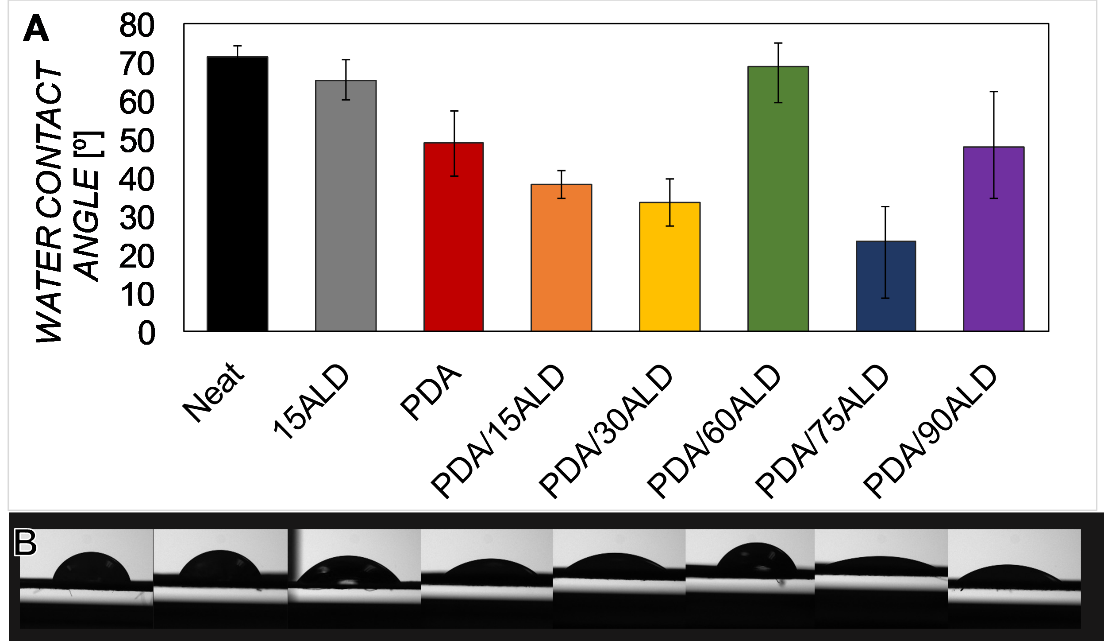 A
80
70
60
50
40
30
20
10
0
WATER CONTACT
ANGLE [º]
Neat
15ALD
PDA
PDA/15ALD
PDA/30ALD
PDA/60ALD
PDA/75ALD
PDA/90ALD
B